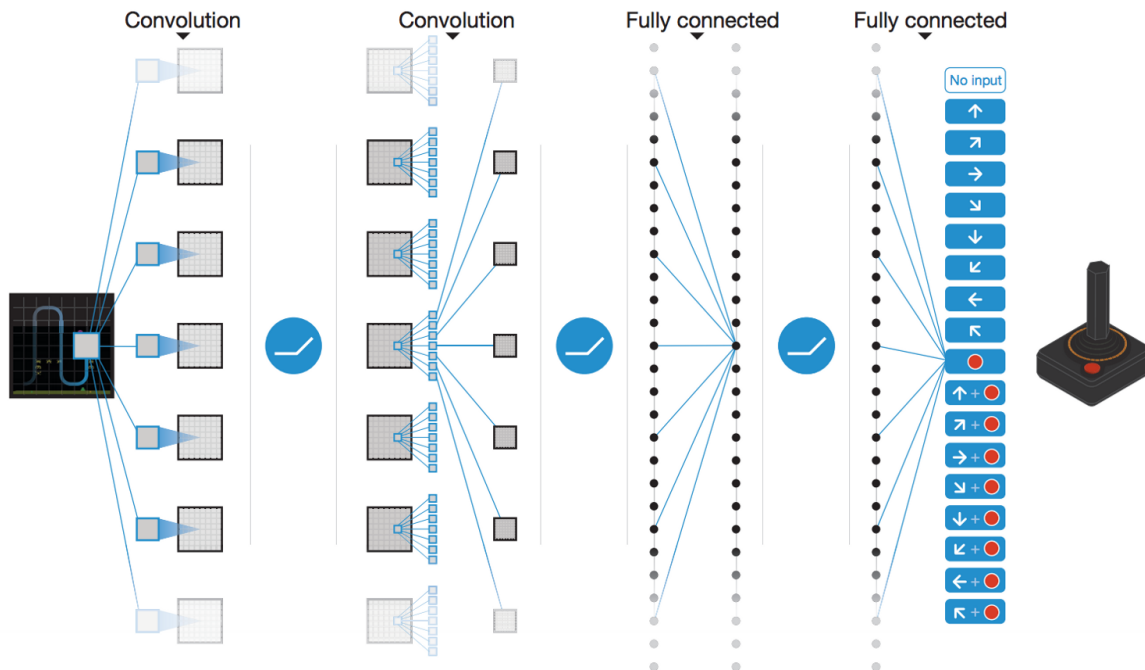 Convolution
Convolution
Fully connected
Fully connected
No input
+
+
+
+
+
+
+
+